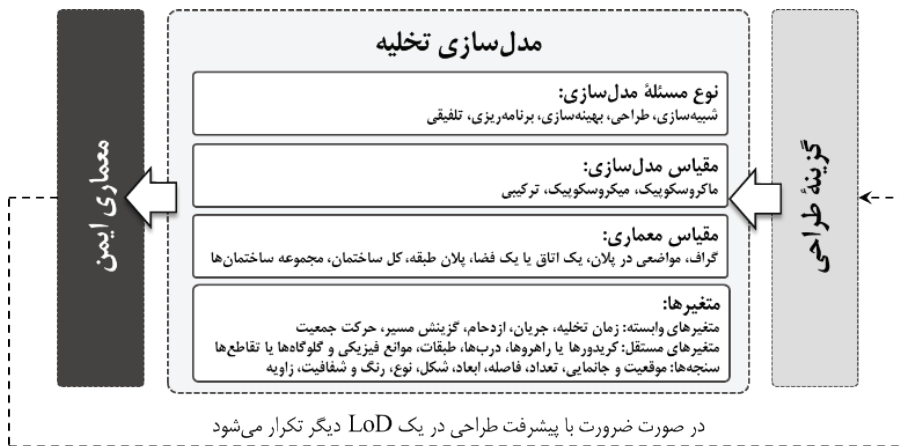 گزینهٔ طراحی
مدل‌سازی تخلیه
نوع مسئلهٔ مدل‌سازی:
شبیه‌سازی، طراحی، بهینه‌سازی، برنامه‌ریزی، تلفیقی
مقیاس مدل‌سازی:
ماکروسکوپیک، میکروسکوپیک، ترکیبی
مقیاس معماری:
گراف، مواضعی در پلان، یک اتاق یا یک فضا، پلان طبقه، کل ساختمان، مجموعه ساختمان‌ها
متغیرها:
متغیرهای وابسته: زمان تخلیه، جریان، ازدحام، گزینش مسیر، حرکت جمعیت
متغیرهای مستقل: کریدورها یا راهروها، درب‌ها، طبقات، موانع فیزیکی و گلوگاه‌ها یا تقاطع‌ها
سنجه‌ها: موقعیت و جانمایی، تعداد، فاصله، ابعاد، شکل، نوع، رنگ و شفافیت، زاویه
معماری ایمن
در صورت ضرورت با پیشرفت طراحی در یک LoD دیگر تکرار می‌شود